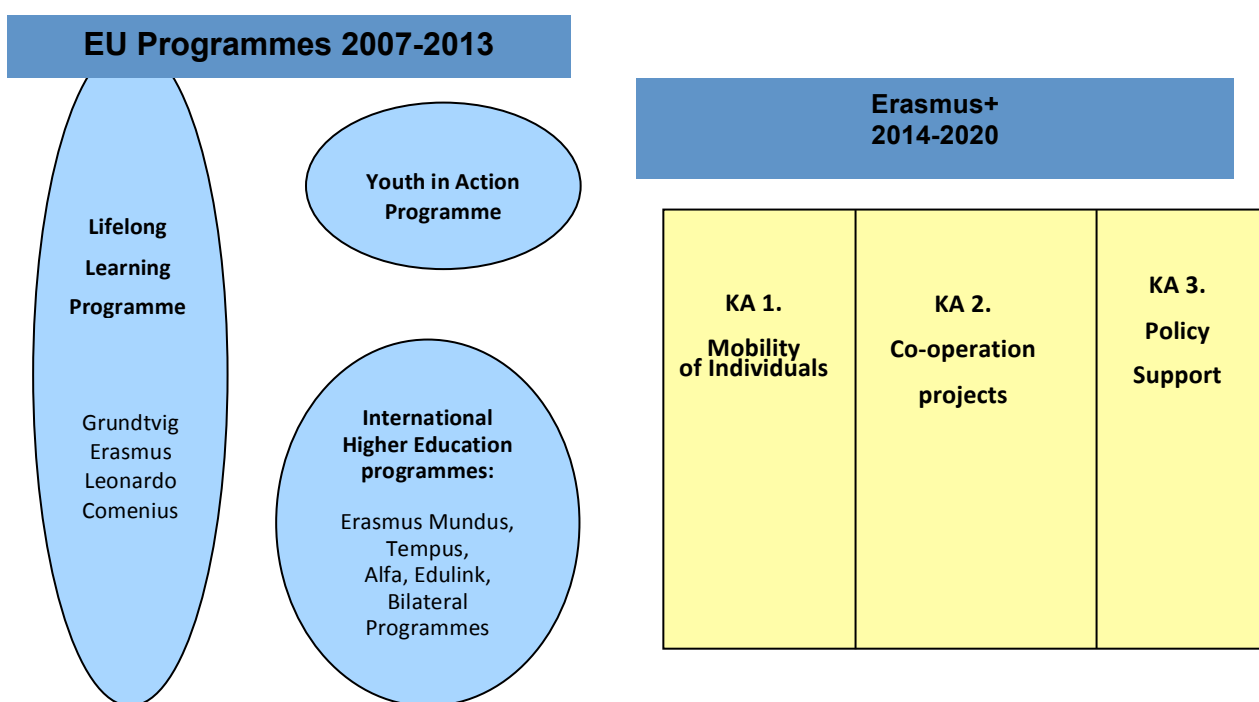 EU Programmes 2007-2013
Lifelong
Learning
Programme
Grundtvig
Erasmus
Leonardo
Comenius
Youth in Action
Programme
International
Higher Education
programmes:
Erasmus Mundus,
Tempus,
Alfa, Edulink,
Bilateral
Programmes
Erasmus+
2014-2020
KA 1.
Mobility
of Individuals
KA 2.
Co-operation
projects
KA 3.
Policy
Support